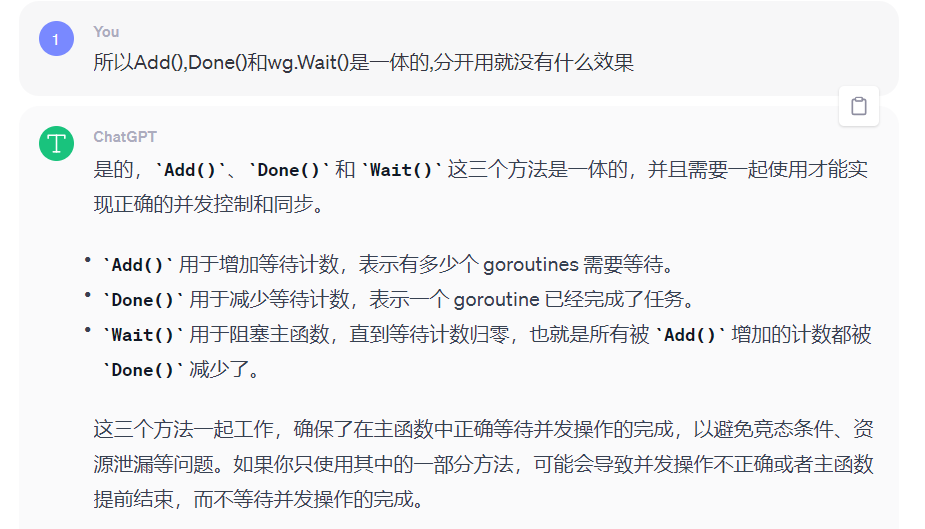 1
You
所以Add(),Done()和wg.Wait()是一体的,分开用就没有什么效果
ChatGPT
是的，`Add()`、`Done()` 和 `Wait()` 这三个方法是一体的，并且需要一起使用才能实
现正确的并发控制和同步。
• `Add()` 用于增加等待计数，表示有多少个 goroutines 需要等待。
• `Done()` 用于减少等待计数，表示一个 goroutine 已经完成了任务。
• `Wait()` 用于阻塞主函数，直到等待计数归零，也就是所有被 `Add()` 增加的计数都被
`Done()` 减少了。
这三个方法一起工作，确保了在主函数中正确等待并发操作的完成，以避免竞态条件、资
源泄漏等问题。如果你只使用其中的一部分方法，可能会导致并发操作不正确或者主函数
提前结束，而不等待并发操作的完成。